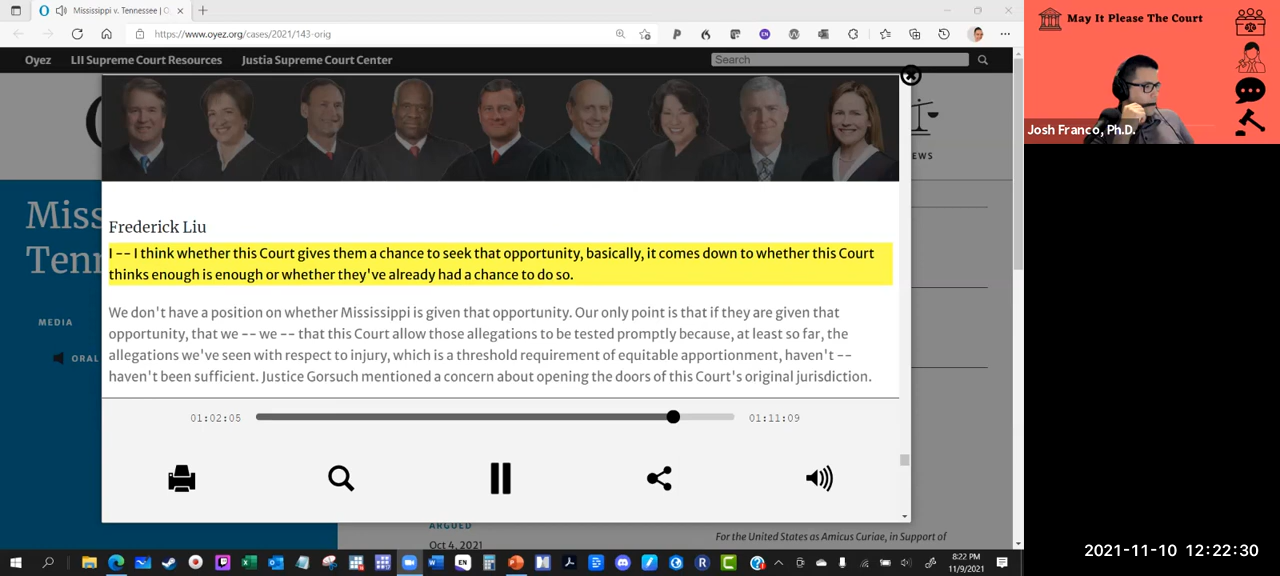 Mississippi v. Tennessee | O
https://www.oyez.org/cases/2021/143-orig
May It Please The Court
Oyez LII Supreme Court Resources Justia Supreme Court Center Search
Josh Franco, Ph.D.
EWS
Miss
Tenn
Frederick Liu
I -- I think whether this Court gives them a chance to seek that opportunity, basically, it comes down to whether this Court
thinks enough is enough or whether they've already had a chance to do so.
We don't have a position on whether Mississippi is given that opportunity. Our only point is that if they are given that
opportunity, that we -- we -- that this Court allow those allegations to be tested promptly because, at least so far, the
allegations we've seen with respect to injury, which is a threshold requirement of equitable apportionment, haven't --
haven't been sufficient. Justice Gorsuch mentioned a concern about opening the doors of this Court's original jurisdiction.
MEDIA
ORAL
01:02:05 01:11:09
ARGUED
Oct 4, 2021
For the United States as Amicus Curiae, in Support of
8:22 PM
11/9/2021
2021-11-10 12:22:30